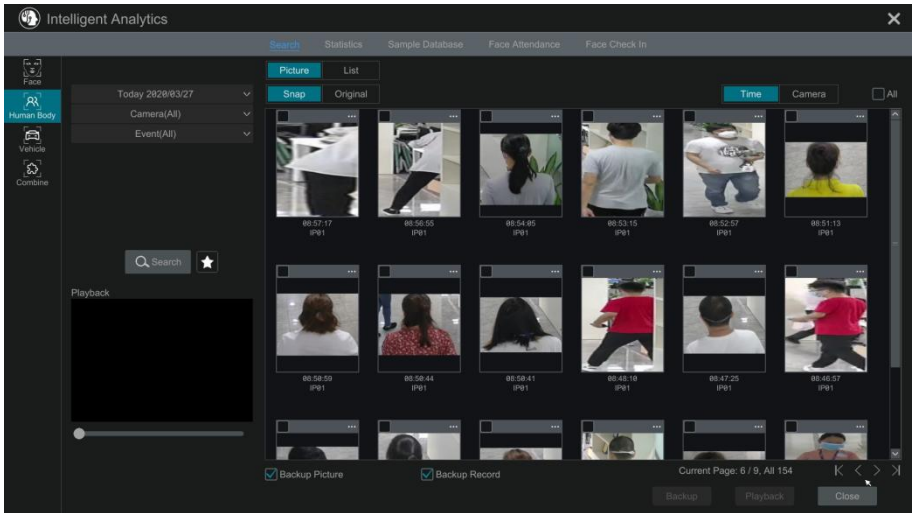 Intelligent Analytics
Search Statistics Sample Database Face Attendance Face Check In
Face
Human Body
Vehicle
Combine
Today 2020/03/27
Camera(All)
Event(All)
Search
Playback
Picture List
Snap Original
Time Camera All
08:57:17 08:56:55 08:54:05 08:53:15 08:52:57 08:51:13
IP01 IP01 IP01 IP01 IP01 IP01
08:50:59 08:50:44 08:50:41 08:48:10 08:47:25 08:46:57
IP01 IP01 IP01 IP01 IP01 IP01
Backup Picture Backup Record Current Page: 6 / 9, All 154
Backup Playback Close